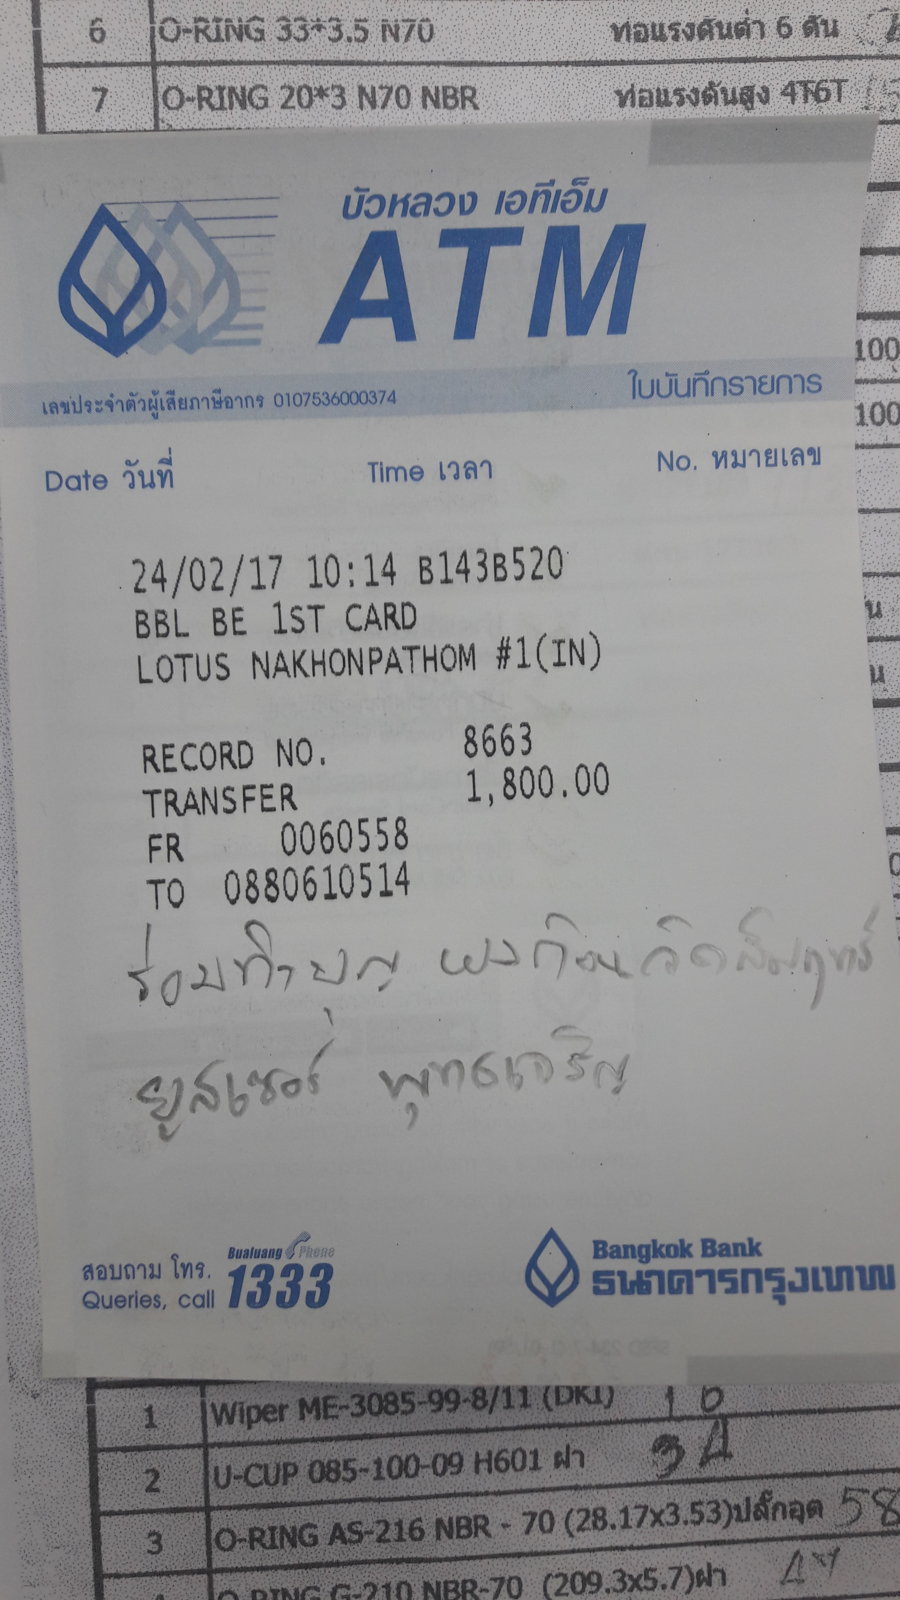 6 O-RING 33*3.5 N70 ท่อแรงดันต่ำ 6 ตัน
7 O-RING 20*3 N70 NBR ท่อแรงดันสูง 4T6T
บัวหลวง เอทีเอ็ม
ATM
เลขประจำตัวผู้เสียภาษีอากร 0107536000374 ใบบันทึกรายการ
100
100
Date วันที่ Time เวลา No. หมายเลข
24/02/17 10:14 B143B520
BBL BE 1ST CARD
LOTUS NAKHONPATHOM #1(IN)
RECORD NO. 8663
TRANSFER 1,800.00
FR 0060558
TO 0880610514
ร่วมทำบุญ
ยูสเซอร์ พุทธเจริญ
สอบถาม โทร. Bualuang Phone
Queries, call 1333
Bangkok Bank
ธนาคารกรุงเทพ
1 Wiper ME-3085-99-8/11 (DKI) 16
2 U-CUP 085-100-09 H601 ฝา
3 O-RING AS-216 NBR - 70 (28.17x3.53)ปลั๊กอุด 58
O-RING G-210 NBR-70 (209.3x5.7)ฝา